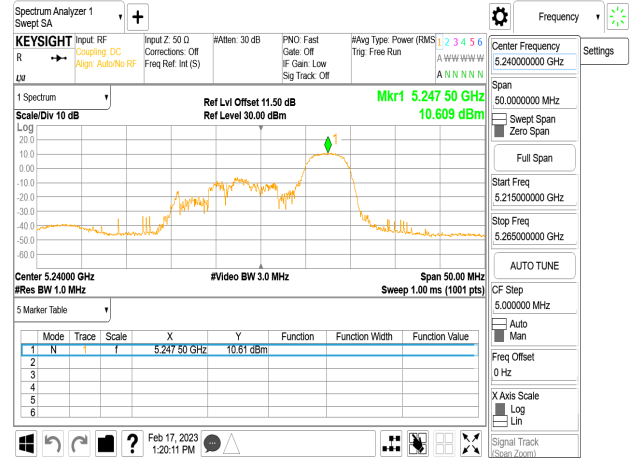 Spectrum Analyzer 1
Swept SA
Frequency
KEYSIGHT
R
Input: RF
Coupling: DC
Align: Auto/No RF
Input Z: 50 Ω
Corrections: Off
Freq Ref: Int (S)
#Atten: 30 dB
PNO: Fast
Gate: Off
IF Gain: Low
Sig Track: Off
#Avg Type: Power (RMS
Trig: Free Run
1 2 3 4 5 6
A W W W W W
A N N N N N
1 Spectrum
Scale/Div 10 dB
Ref Lvl Offset 11.50 dB
Ref Level 30.00 dBm
Mkr1 5.247 50 GHz
10.609 dBm
Log
20.0
10.0
0.00
-10.0
-20.0
-30.0
-40.0
-50.0
-60.0
1
Center 5.24000 GHz
#Res BW 1.0 MHz
#Video BW 3.0 MHz
Span 50.00 MHz
Sweep 1.00 ms (1001 pts)
5 Marker Table
Mode Trace Scale X Y Function Function Width Function Value
1 N 1 f 5.247 50 GHz 10.61 dBm
2
3
4
5
6
Feb 17, 2023
1:20:11 PM
Center Frequency
5.240000000 GHz
Settings
Span
50.0000000 MHz
Swept Span
Zero Span
Full Span
Start Freq
5.215000000 GHz
Stop Freq
5.265000000 GHz
AUTO TUNE
CF Step
5.000000 MHz
Auto
Man
Freq Offset
0 Hz
X Axis Scale
Log
Lin
Signal Track
(Span Zoom)